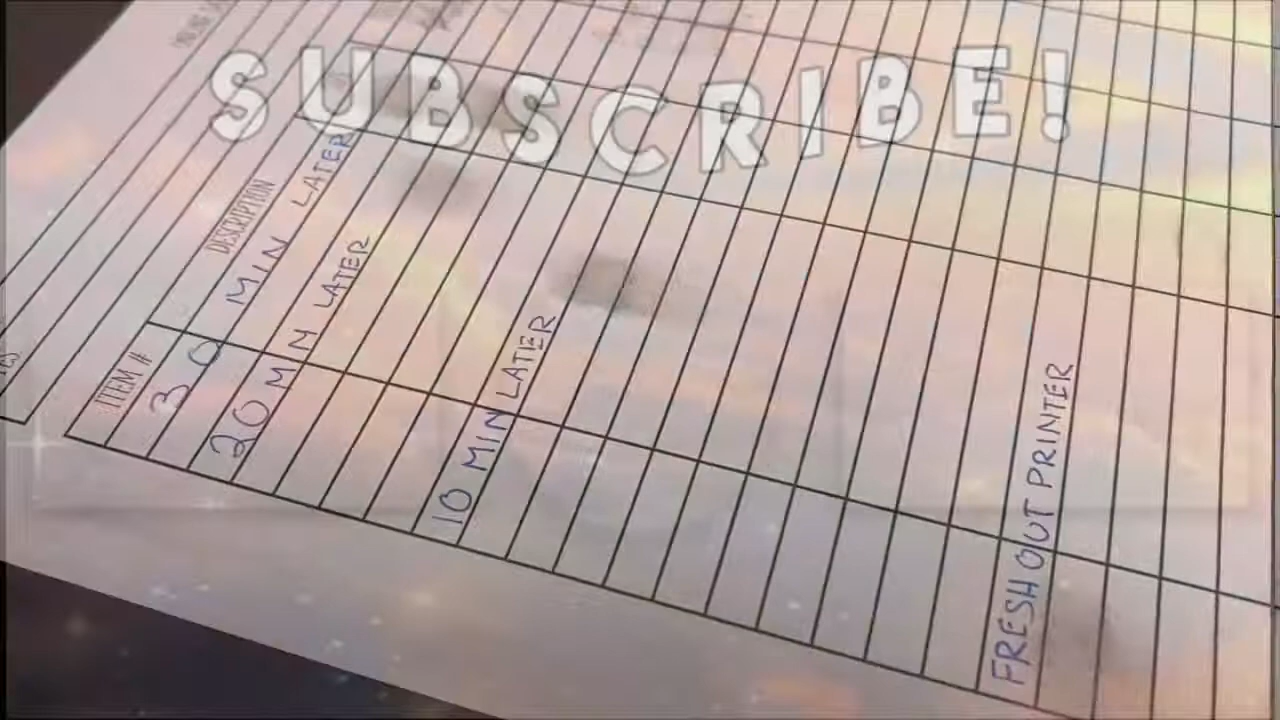 SUBSCRIBE!
ITEM # DESCRIPTION
30 MIN LATER
20 MIN LATER
10 MIN LATER
FRESH OUT PRINTER